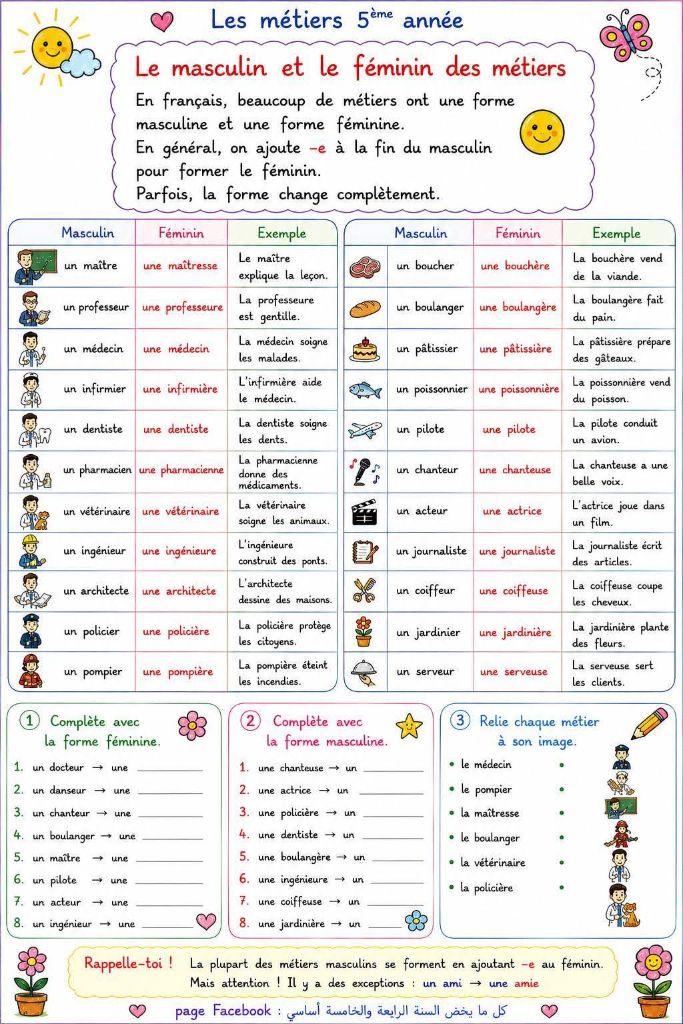 Les métiers 5ème année
Le masculin et le féminin des métiers
En français, beaucoup de métiers ont une forme
masculine et une forme féminine.
En général, on ajoute –e à la fin du masculin
pour former le féminin.
Parfois, la forme change complètement.
Masculin Féminin Exemple
un maître une maîtresse Le maître
explique la leçon.
un professeur une professeure La professeure
est gentille.
un médecin une médecin La médecin soigne
les malades.
un infirmier une infirmière L'infirmière aide
le médecin.
un dentiste une dentiste La dentiste soigne
les dents.
un pharmacien une pharmacienne La pharmacienne
donne des
médicaments.
un vétérinaire une vétérinaire La vétérinaire
soigne les animaux.
un ingénieur une ingénieure L'ingénieure
construit des ponts.
un architecte une architecte L'architecte
dessine des maisons.
un policier une policière La policière protège
les citoyens.
un pompier une pompière La pompière éteint
les incendies.
Masculin Féminin Exemple
un boucher une bouchère La bouchère vend
de la viande.
un boulanger une boulangère La boulangère fait
du pain.
un pâtissier une pâtissière La pâtissière prépare
des gâteaux.
un poissonnier une poissonnière La poissonnière vend
du poisson.
un pilote une pilote La pilote conduit
un avion.
un chanteur une chanteuse La chanteuse a une
belle voix.
un acteur une actrice L'actrice joue dans
un film.
un journaliste une journaliste La journaliste écrit
des articles.
un coiffeur une coiffeuse La coiffeuse coupe
les cheveux.
un jardinier une jardinière La jardinière plante
des fleurs.
un serveur une serveuse La serveuse sert
les clients.
1 Complète avec
la forme féminine.
1. un docteur → une
2. un danseur → une
3. un chanteur → une
4. un boulanger → une
5. un maître → une
6. un pilote → une
7. un acteur → une
8. un ingénieur → une
2 Complète avec
la forme masculine.
1. une chanteuse → un
2. une actrice → un
3. une policière → un
4. une dentiste → un
5. une boulangère → un
6. une ingénieure → un
7. une coiffeuse → un
8. une jardinière → un
3 Relie chaque métier
à son image.
• le médecin
• le pompier
• la maîtresse
• le boulanger
• la vétérinaire
• la policière
Rappelle-toi ! La plupart des métiers masculins se forment en ajoutant –e au féminin.
Mais attention ! Il y a des exceptions : un ami → une amie
page Facebook : كل ما يخض السنة الرابعة والخامسة أساسي